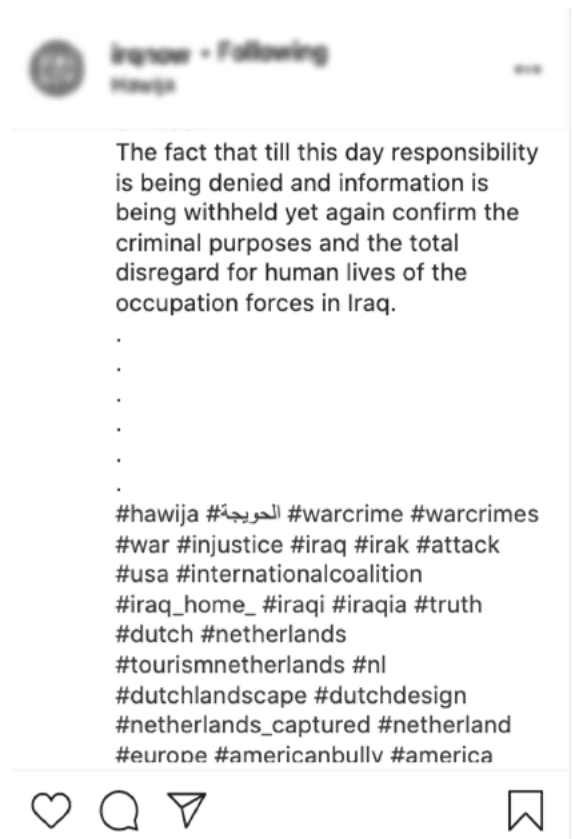 The fact that till this day responsibility
is being denied and information is
being withheld yet again confirm the
criminal purposes and the total
disregard for human lives of the
occupation forces in Iraq.
.
.
.
.
.
.
#hawija #الحويجة #warcrime #warcrimes
#war #injustice #iraq #irak #attack
#usa #internationalcoalition
#iraq_home_ #iraqi #iraqia #truth
#dutch #netherlands
#tourismnetherlands #nl
#dutchlandscape #dutchdesign
#netherlands_captured #netherland
#europe #americanbully #america